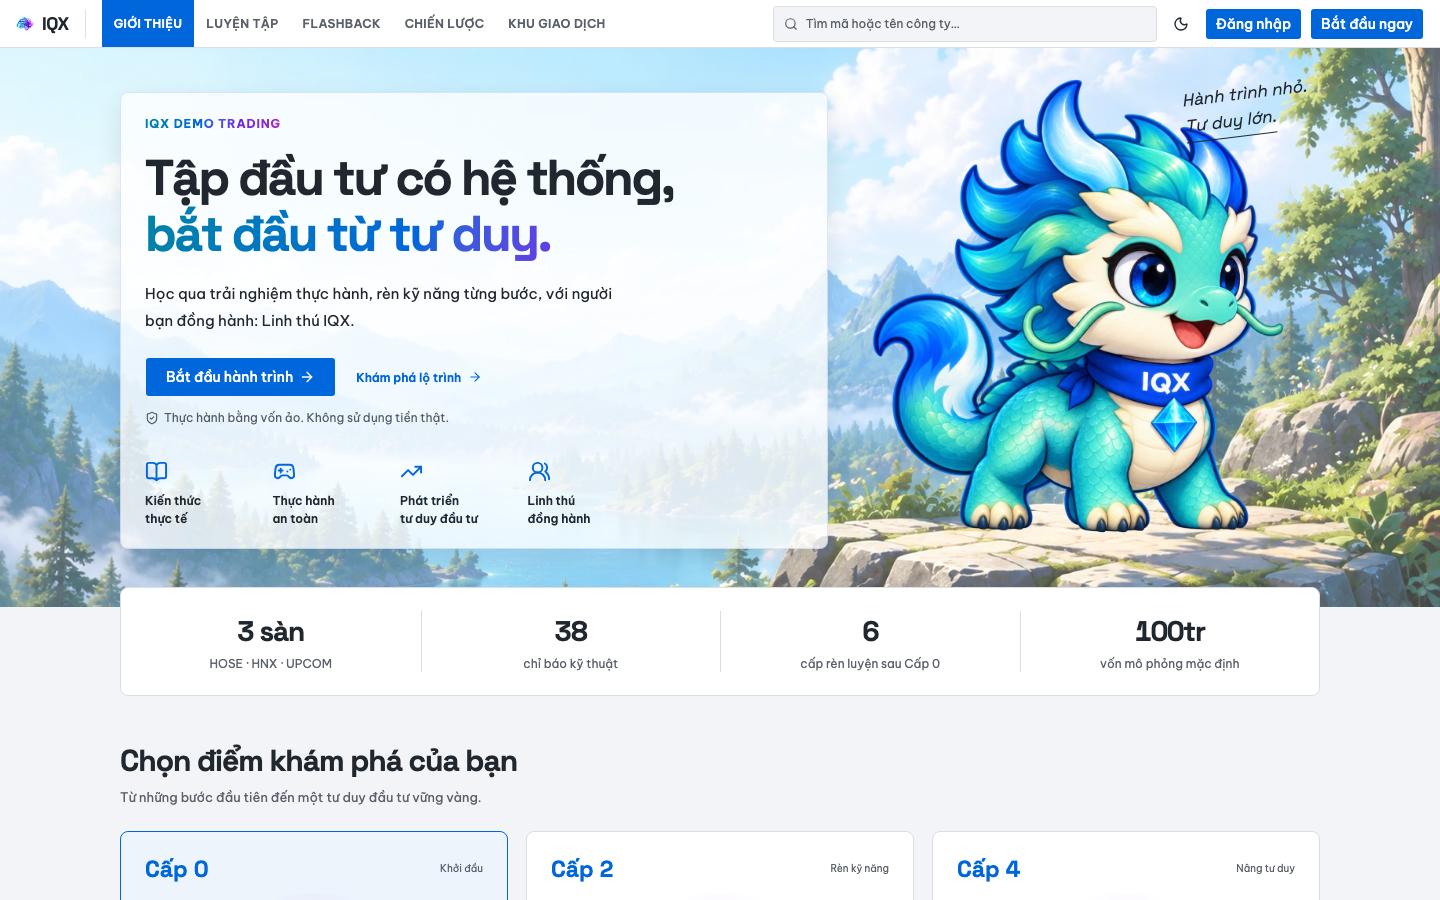 IQX
GIỚI THIỆU
LUYỆN TẬP
FLASHBACK
CHIẾN LƯỢC
KHU GIAO DỊCH
Tìm mã hoặc tên công ty...
Đăng nhập
Bắt đầu ngay
Hành trình nhỏ.
Tư duy lớn.
IQX DEMO TRADING
Tập đầu tư có hệ thống,
bắt đầu từ tư duy.
Học qua trải nghiệm thực hành, rèn kỹ năng từng bước, với người
bạn đồng hành: Linh thú IQX.
Bắt đầu hành trình
Khám phá lộ trình
Thực hành bằng vốn ảo. Không sử dụng tiền thật.
Kiến thức
thực tế
Thực hành
an toàn
Phát triển
tư duy đầu tư
Linh thú
đồng hành
IQX
3 sàn
HOSE · HNX · UPCOM
38
chỉ báo kỹ thuật
6
cấp rèn luyện sau Cấp 0
100tr
vốn mô phỏng mặc định
Chọn điểm khám phá của bạn
Từ những bước đầu tiên đến một tư duy đầu tư vững vàng.
Cấp 0
Khởi đầu
Cấp 2
Rèn kỹ năng
Cấp 4
Nâng tư duy